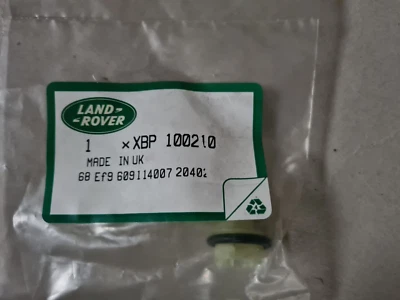 LAND-
-ROVER
1 ×XBP 100210
MADE IN UK
68 Ef9 609114007 20402